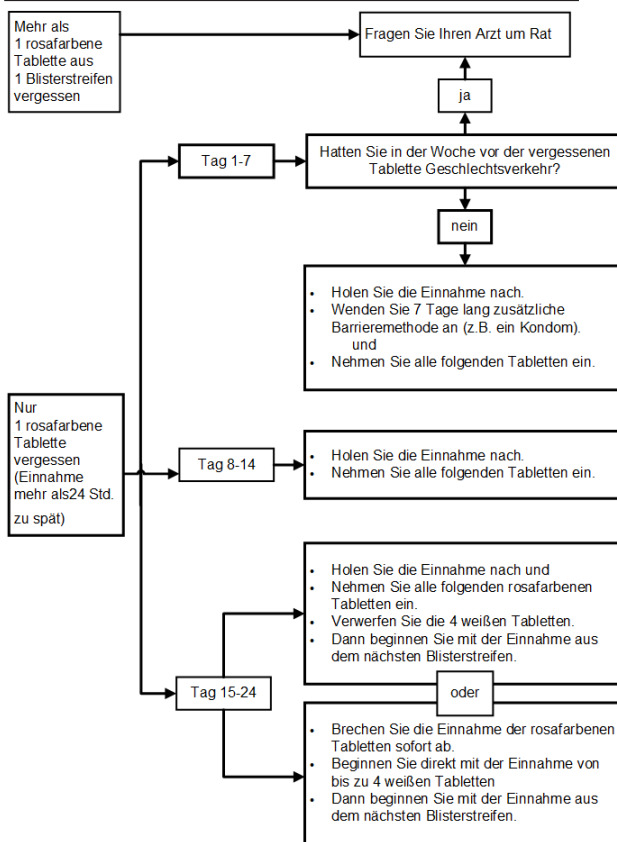 Mehr als
1 rosafarbene
Tablette aus
1 Blisterstreifen
vergessen
Fragen Sie Ihren Arzt um Rat
ja
Tag 1-7
Hatten Sie in der Woche vor der vergessenen
Tablette Geschlechtsverkehr?
nein
• Holen Sie die Einnahme nach.
• Wenden Sie 7 Tage lang zusätzliche
Barrieremethode an (z.B. ein Kondom).
und
• Nehmen Sie alle folgenden Tabletten ein.
Nur
1 rosafarbene
Tablette
vergessen
(Einnahme
mehr als24 Std.
zu spät)
Tag 8-14
• Holen Sie die Einnahme nach.
• Nehmen Sie alle folgenden Tabletten ein.
Tag 15-24
• Holen Sie die Einnahme nach und
• Nehmen Sie alle folgenden rosafarbenen
Tabletten ein.
• Verwerfen Sie die 4 weißen Tabletten.
• Dann beginnen Sie mit der Einnahme aus
dem nächsten Blisterstreifen.
oder
• Brechen Sie die Einnahme der rosafarbenen
Tabletten sofort ab.
• Beginnen Sie direkt mit der Einnahme von
bis zu 4 weißen Tabletten
• Dann beginnen Sie mit der Einnahme aus
dem nächsten Blisterstreifen.